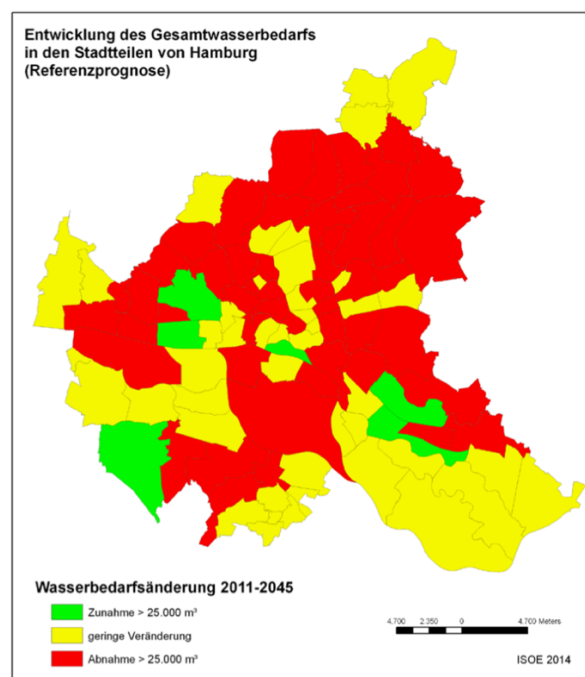 Entwicklung des Gesamtwasserbedarfs
in den Stadtteilen von Hamburg
(Referenzprognose)
Wasserbedarfsänderung 2011-2045
Zunahme > 25.000 m³
geringe Veränderung
Abnahme > 25.000 m³
4.700 2.350 0 4.700 Meters
ISOE 2014